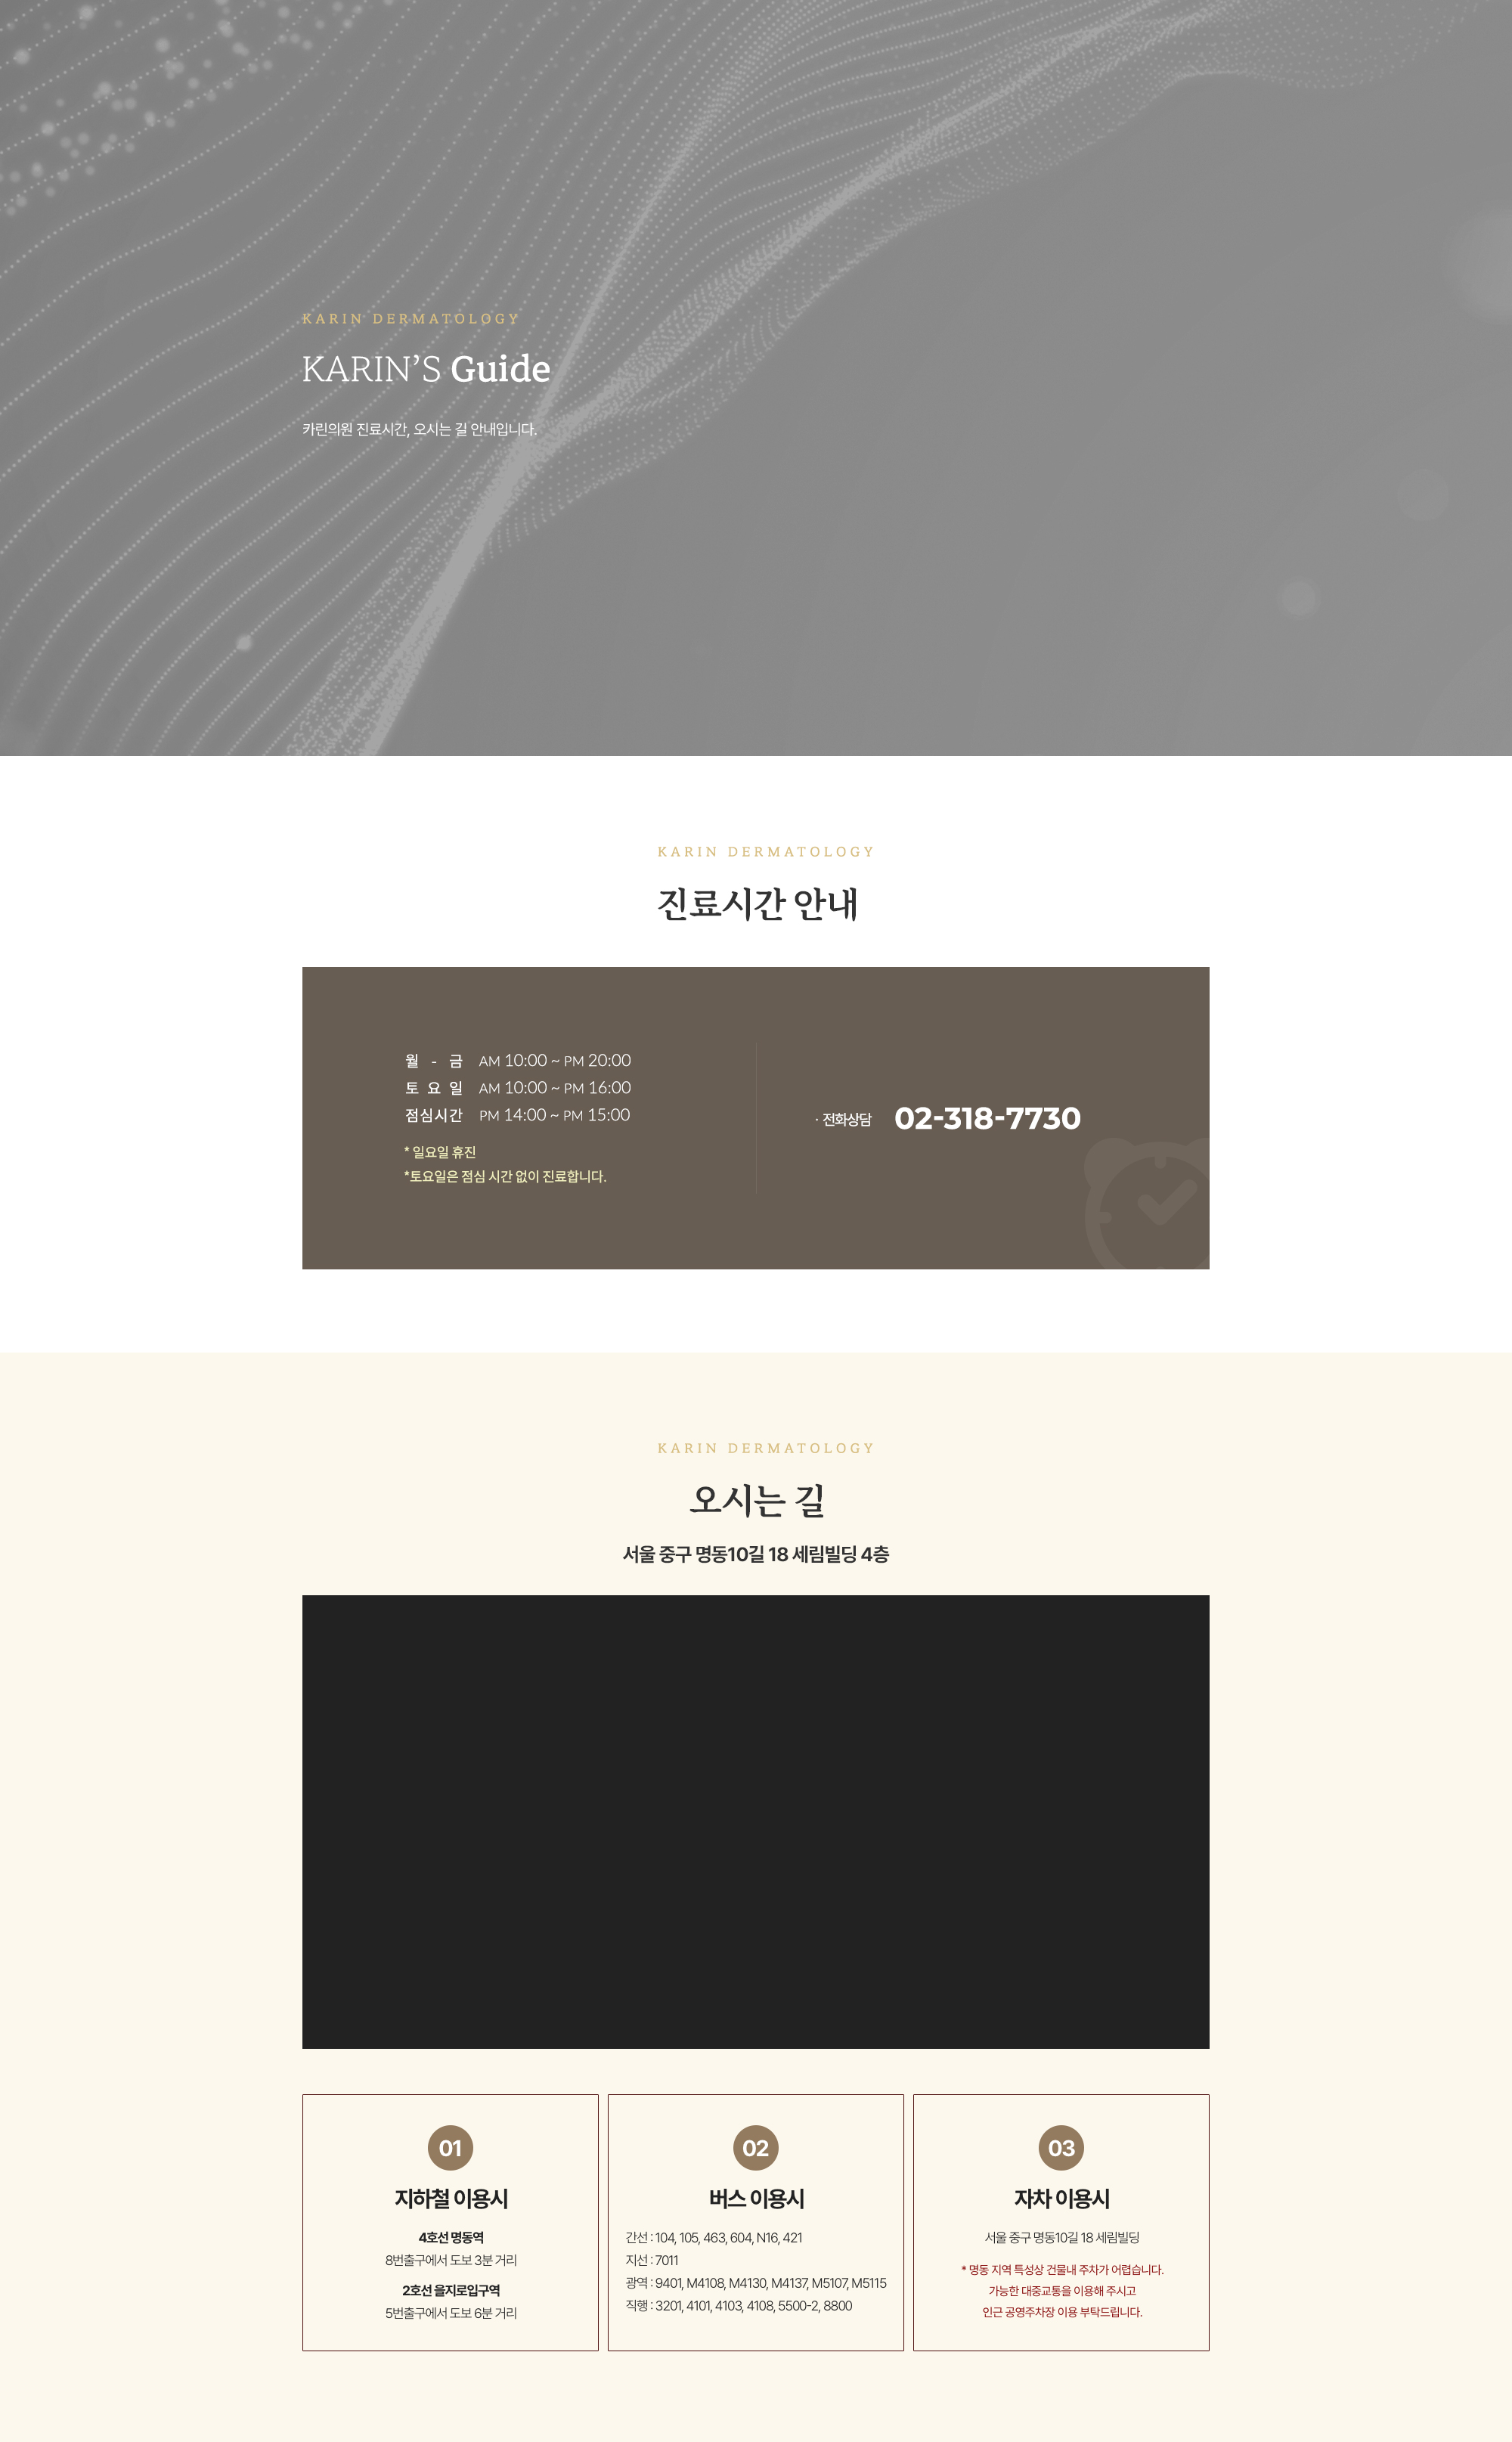 KARIN DERMATOLOGY
KARIN’S Guide
카린의원 진료시간, 오시는 길 안내입니다.
KARIN DERMATOLOGY
진료시간 안내
월 - 금 AM 10:00 ~ PM 20:00
토 요 일 AM 10:00 ~ PM 16:00
점심시간 PM 14:00 ~ PM 15:00
* 일요일 휴진
*토요일은 점심 시간 없이 진료합니다.
· 전화상담 02-318-7730
KARIN DERMATOLOGY
오시는 길
서울 중구 명동10길 18 세림빌딩 4층
01
지하철 이용시
4호선 명동역
8번출구에서 도보 3분 거리
2호선 을지로입구역
5번출구에서 도보 6분 거리
02
버스 이용시
간선 : 104, 105, 463, 604, N16, 421
지선 : 7011
광역 : 9401, M4108, M4130, M4137, M5107, M5115
직행 : 3201, 4101, 4103, 4108, 5500-2, 8800
03
자차 이용시
서울 중구 명동10길 18 세림빌딩
* 명동 지역 특성상 건물내 주차가 어렵습니다.
가능한 대중교통을 이용해 주시고
인근 공영주차장 이용 부탁드립니다.